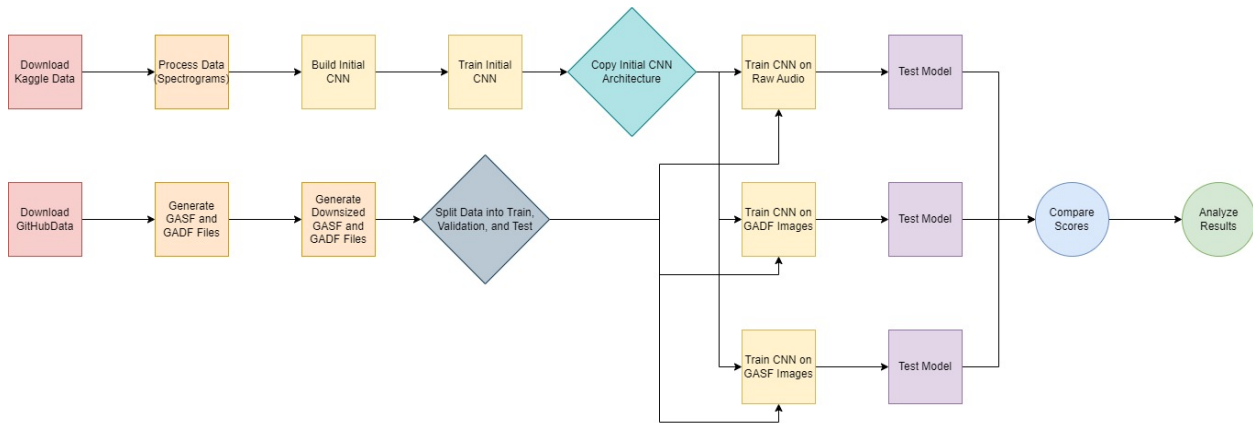 Download
Kaggle Data
Process Data
(Spectrograms)
Build Initial
CNN
Train Initial
CNN
Copy Initial CNN
Architecture
Train CNN on
Raw Audio
Test Model
Download
GitHubData
Generate
GASF and
GADF Files
Generate
Downsized
GASF and
GADF Files
Split Data into Train,
Validation, and Test
Train CNN on
GADF Images
Test Model
Compare
Scores
Analyze
Results
Train CNN on
GASF Images
Test Model